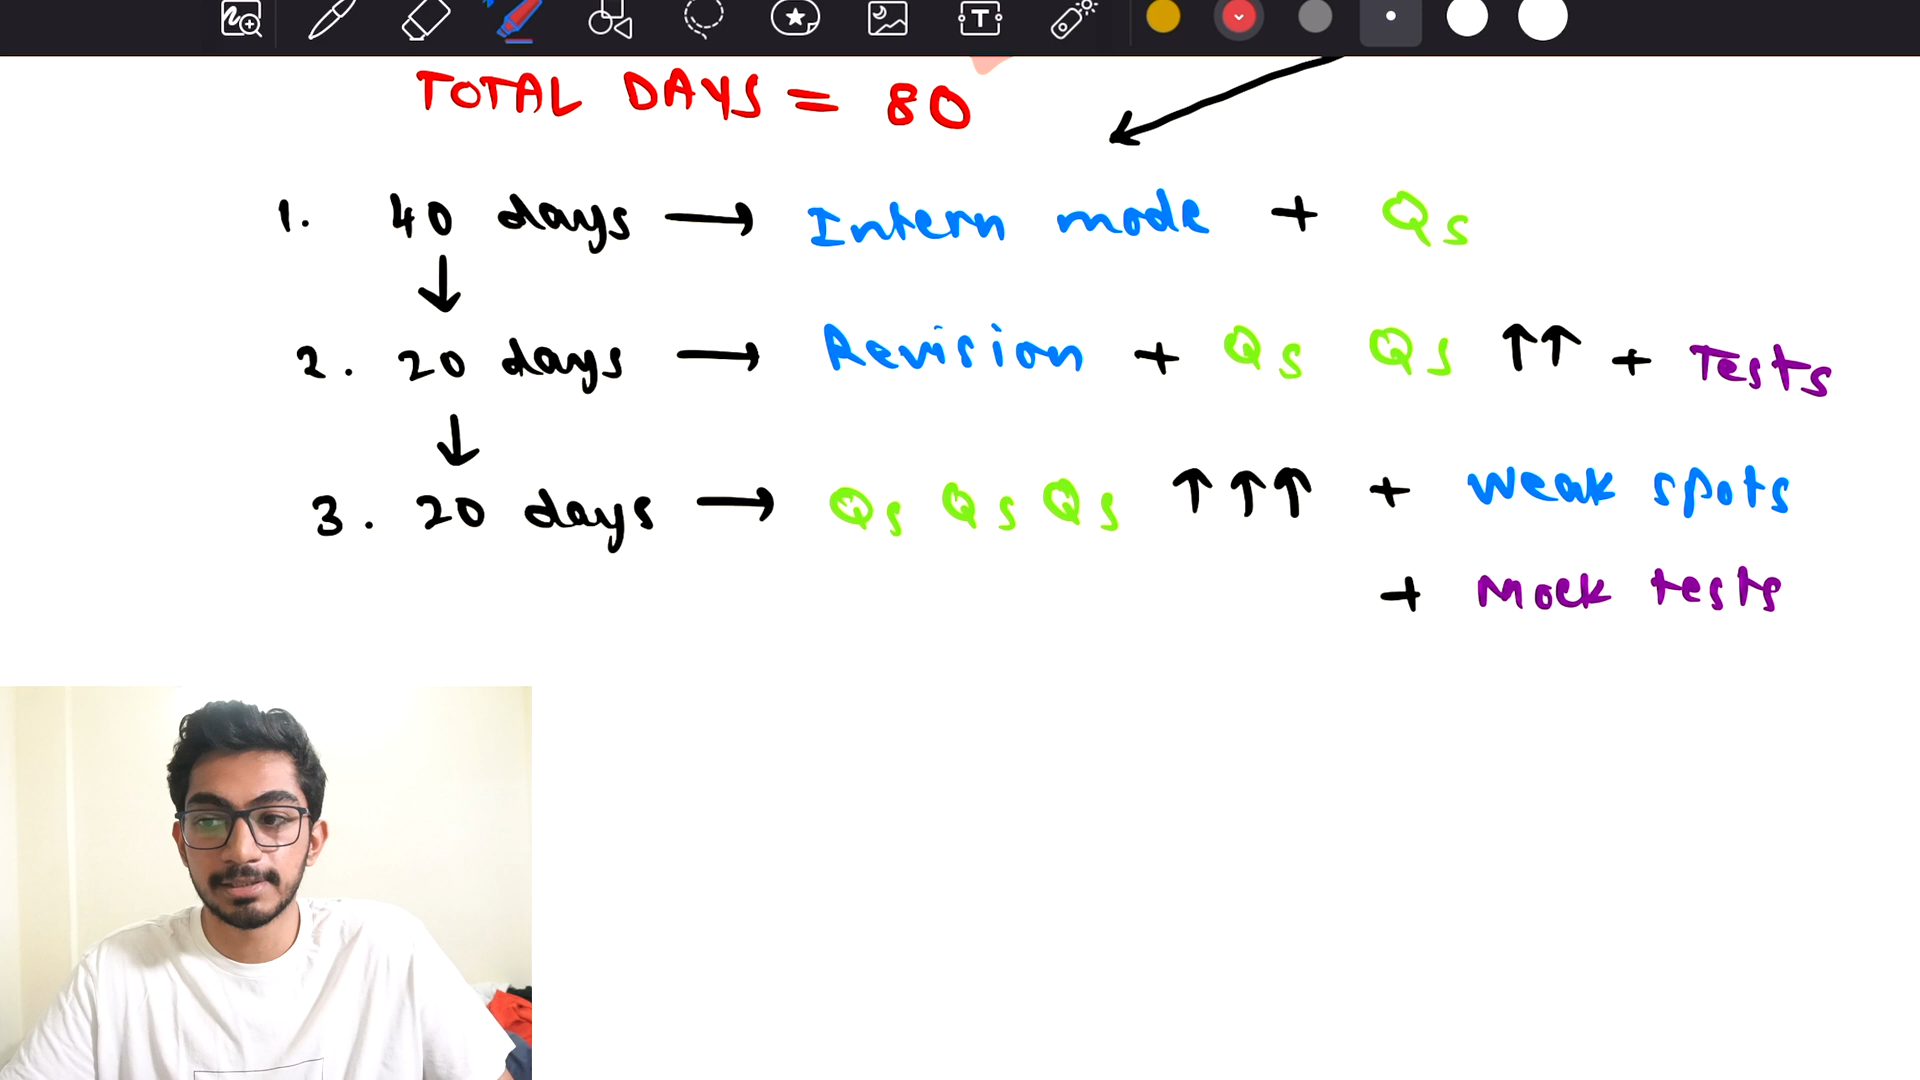 TOTAL DAYS = 80
1. 40 days → Intern mode + Qs
↓
2. 20 days → Revision + Qs Qs ↑↑ + Tests
↓
3. 20 days → Qs Qs Qs ↑↑↑ + Weak spots
+ Mock tests